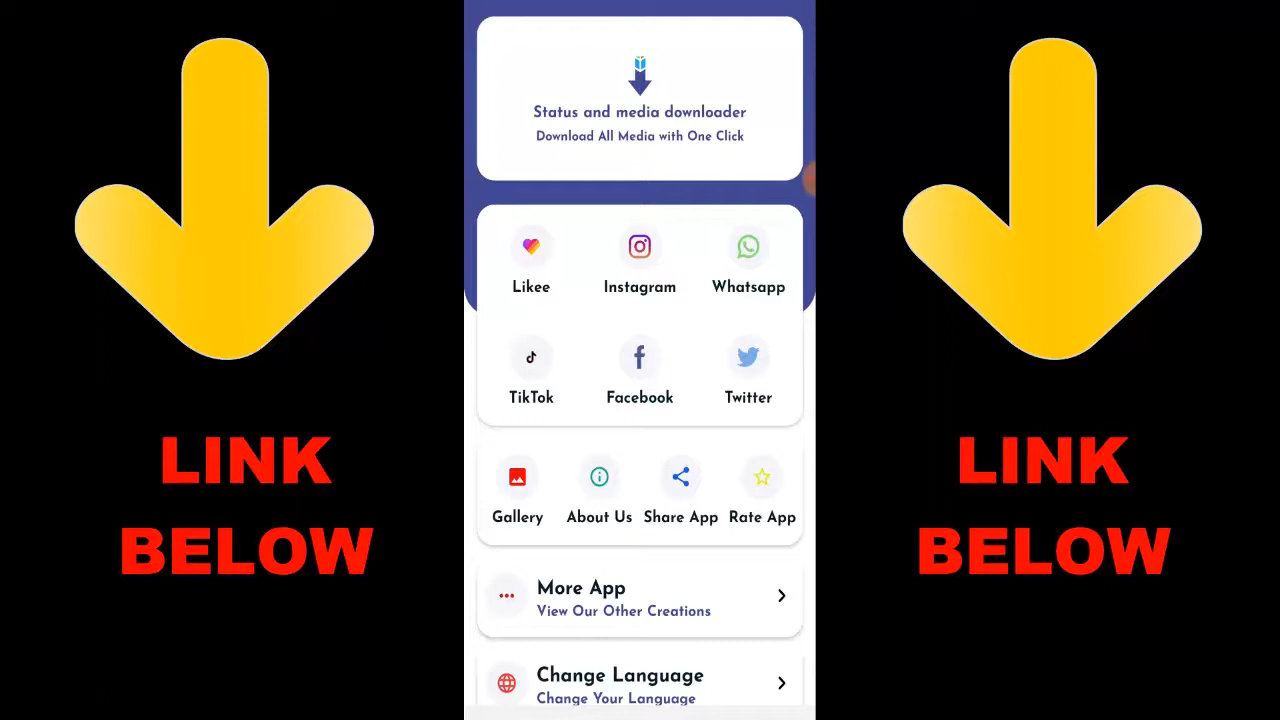 Status and media downloader
Download All Media with One Click
Likee Instagram Whatsapp
TikTok Facebook Twitter
Gallery About Us Share App Rate App
More App
View Our Other Creations
Change Language
Change Your Language
LINK
BELOW
LINK
BELOW